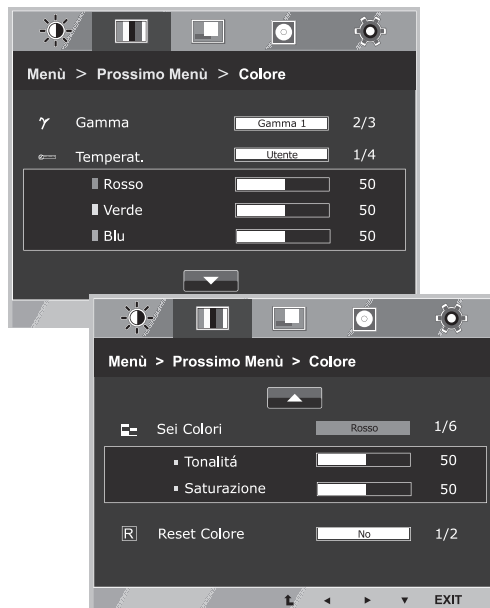 Menù > Prossimo Menù > Colore
γ Gamma Gamma 1 2/3
Temperat. Utente 1/4
Rosso 50
Verde 50
Blu 50
Menù > Prossimo Menù > Colore
Sei Colori Rosso 1/6
Tonalitá 50
Saturazione 50
R Reset Colore No 1/2
EXIT